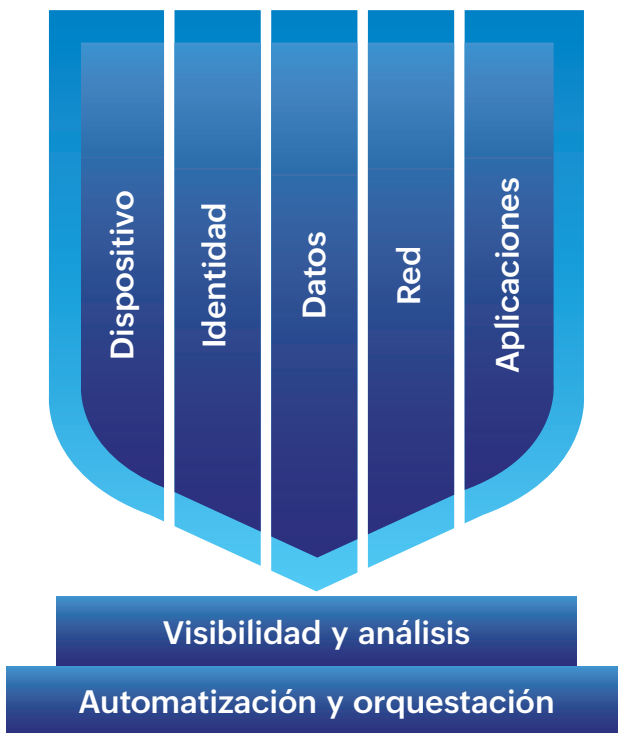 Dispositivo
Identidad
Datos
Red
Aplicaciones
Visibilidad y análisis
Automatización y orquestación